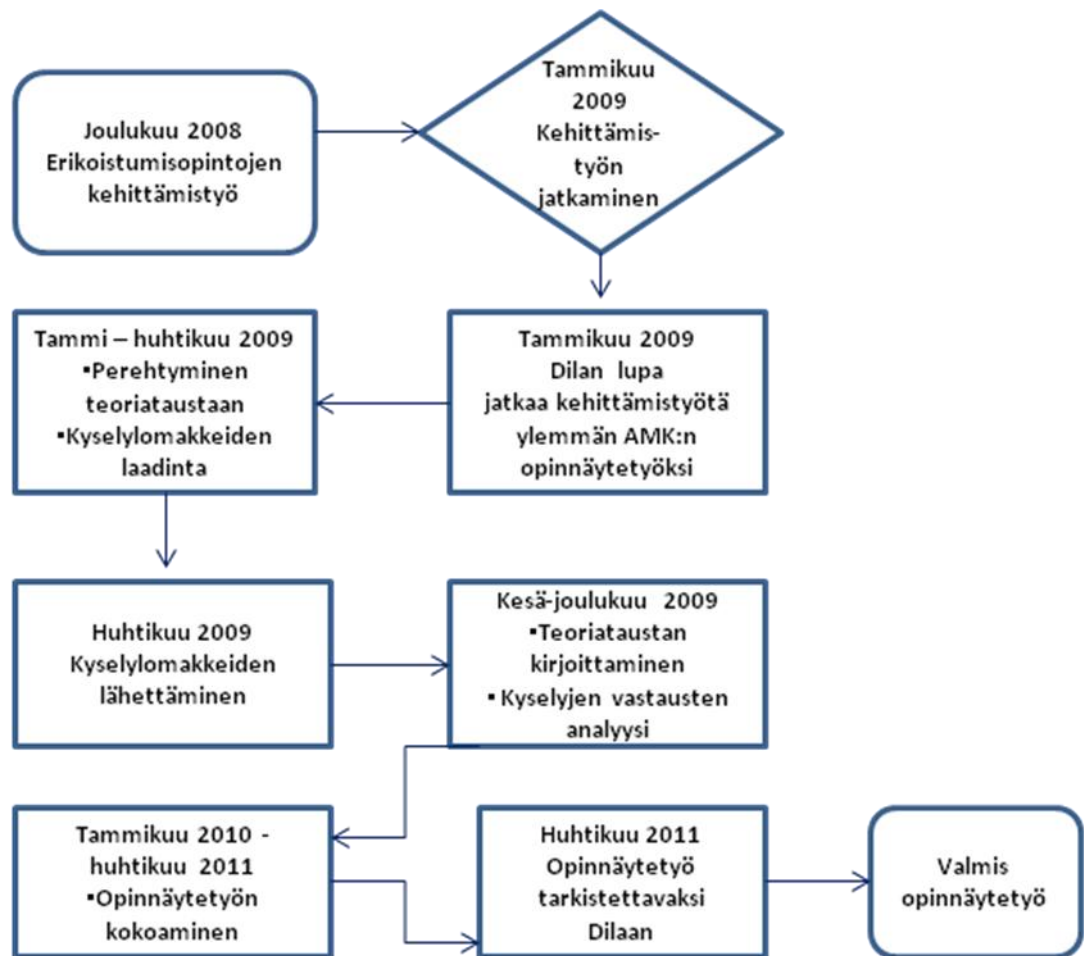 Joulukuu 2008
Erikoistumisopintojen
kehittämistyö
Tammikuu
2009
Kehittämis-
työn
jatkaminen
Tammikuu 2009
Dilan lupa
jatkaa kehittämistyötä
ylemmän AMK:n
opinnäytetyöksi
Tammi – huhtikuu 2009
▪Perehtyminen
teoriataustaan
▪Kyselylomakkeiden
laadinta
Huhtikuu 2009
Kyselylomakkeiden
lähettäminen
Kesä-joulukuu 2009
▪Teoriataustan
kirjoittaminen
▪ Kyselyjen vastausten
analyysi
Tammikuu 2010 -
huhtikuu 2011
▪Opinnäytetyön
kokoaminen
Huhtikuu 2011
Opinnäytetyö
tarkistettavaksi
Dilaan
Valmis
opinnäytetyö